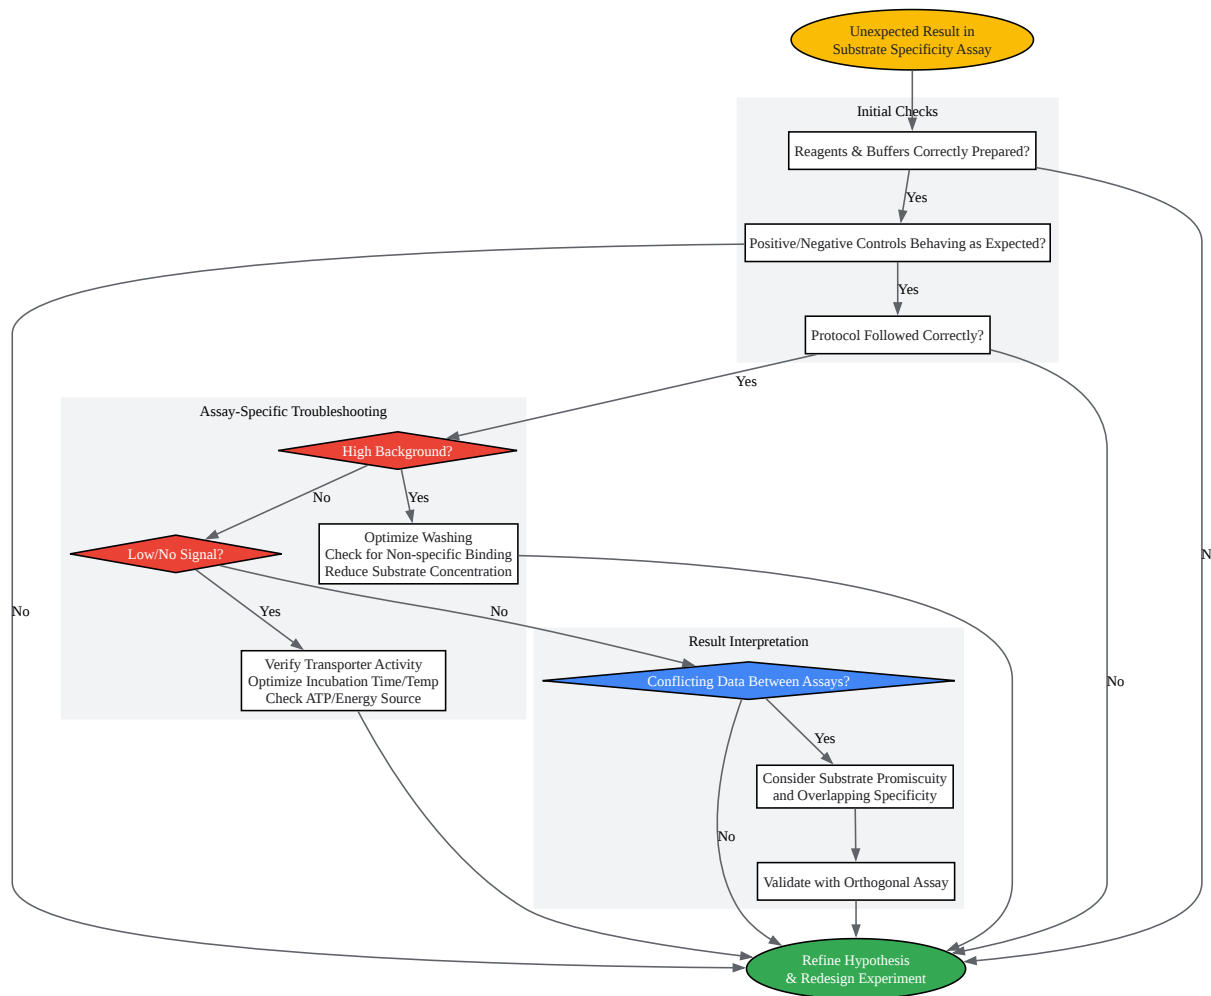 Unexpected Result in
Substrate Specificity Assay
Initial Checks
Reagents & Buffers Correctly Prepared?
Yes
Positive/Negative Controls Behaving as Expected?
Yes
Protocol Followed Correctly?
Yes
Assay-Specific Troubleshooting
High Background?
No
Yes
Optimize Washing
Check for Non-specific Binding
Reduce Substrate Concentration
Low/No Signal?
N
No
Yes
No
Result Interpretation
Verify Transporter Activity
Optimize Incubation Time/Temp
Check ATP/Energy Source
Conflicting Data Between Assays?
No
Yes
Consider Substrate Promiscuity
and Overlapping Specificity
No
Validate with Orthogonal Assay
Refine Hypothesis
& Redesign Experiment